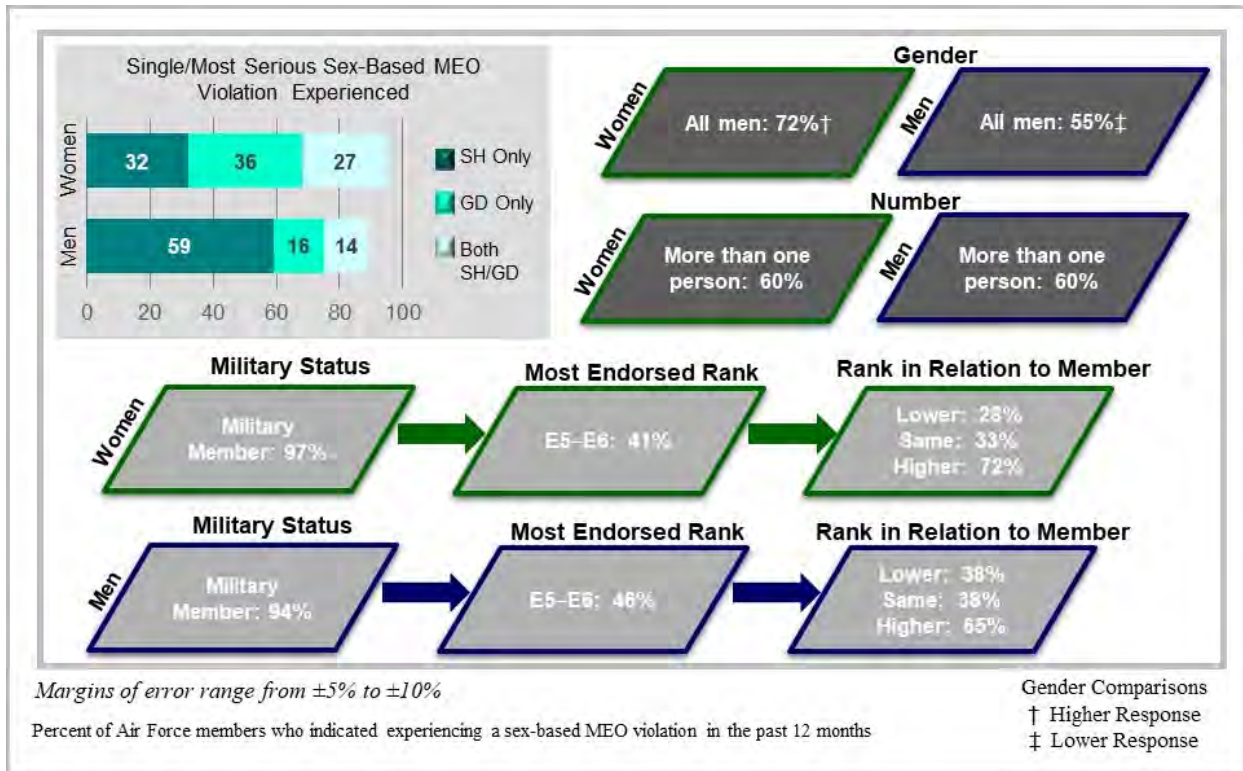 Single/Most Serious Sex-Based MEO
Violation Experienced
Women
32
36
27
Men
59
16
14
0
20
40
60
80
100
SH Only
GD Only
Both
SH/GD
Gender
Women
All men: 72%†
Men
All men: 55%‡
Number
Women
More than one
person: 60%
Men
More than one
person: 60%
Military Status
Most Endorsed Rank
Rank in Relation to Member
Women
Military
Member: 97%
E5–E6: 41%
Lower: 28%
Same: 33%
Higher: 72%
Military Status
Most Endorsed Rank
Rank in Relation to Member
Men
Military
Member: 94%
E5–E6: 46%
Lower: 38%
Same: 38%
Higher: 65%
Margins of error range from ±5% to ±10%
Percent of Air Force members who indicated experiencing a sex-based MEO violation in the past 12 months
Gender Comparisons
† Higher Response
‡ Lower Response